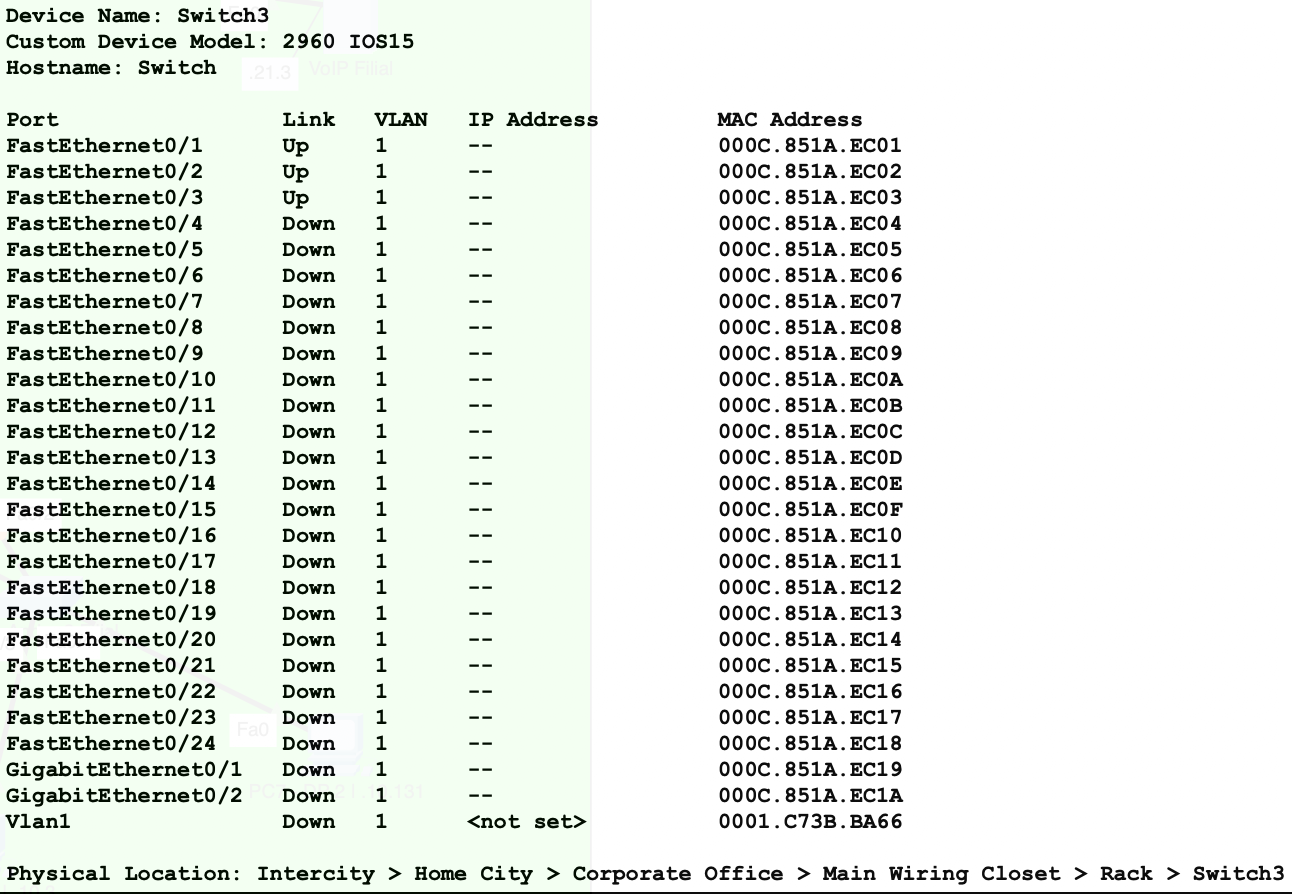 Device Name: Switch3
Custom Device Model: 2960 IOS15
Hostname: Switch
.21.3 VoIP Filial
Port Link VLAN IP Address MAC Address
FastEthernet0/1 Up 1 -- 000C.851A.EC01
FastEthernet0/2 Up 1 -- 000C.851A.EC02
FastEthernet0/3 Up 1 -- 000C.851A.EC03
FastEthernet0/4 Down 1 -- 000C.851A.EC04
FastEthernet0/5 Down 1 -- 000C.851A.EC05
FastEthernet0/6 Down 1 -- 000C.851A.EC06
FastEthernet0/7 Down 1 -- 000C.851A.EC07
FastEthernet0/8 Down 1 -- 000C.851A.EC08
FastEthernet0/9 Down 1 -- 000C.851A.EC09
FastEthernet0/10 Down 1 -- 000C.851A.EC0A
FastEthernet0/11 Down 1 -- 000C.851A.EC0B
FastEthernet0/12 Down 1 -- 000C.851A.EC0C
FastEthernet0/13 Down 1 -- 000C.851A.EC0D
FastEthernet0/14 Down 1 -- 000C.851A.EC0E
FastEthernet0/15 Down 1 -- 000C.851A.EC0F
FastEthernet0/16 Down 1 -- 000C.851A.EC10
FastEthernet0/17 Down 1 -- 000C.851A.EC11
FastEthernet0/18 Down 1 -- 000C.851A.EC12
FastEthernet0/19 Down 1 -- 000C.851A.EC13
FastEthernet0/20 Down 1 -- 000C.851A.EC14
FastEthernet0/21 Down 1 -- 000C.851A.EC15
FastEthernet0/22 Down 1 -- 000C.851A.EC16
FastEthernet0/23 Down 1 -- 000C.851A.EC17
Fa0
FastEthernet0/24 Down 1 -- 000C.851A.EC18
GigabitEthernet0/1 Down 1 -- 000C.851A.EC19
GigabitEthernet0/2 Down 1 -- 000C.851A.EC1A
Vlan1 Down 1 <not set> 0001.C73B.BA66
Physical Location: Intercity > Home City > Corporate Office > Main Wiring Closet > Rack > Switch3